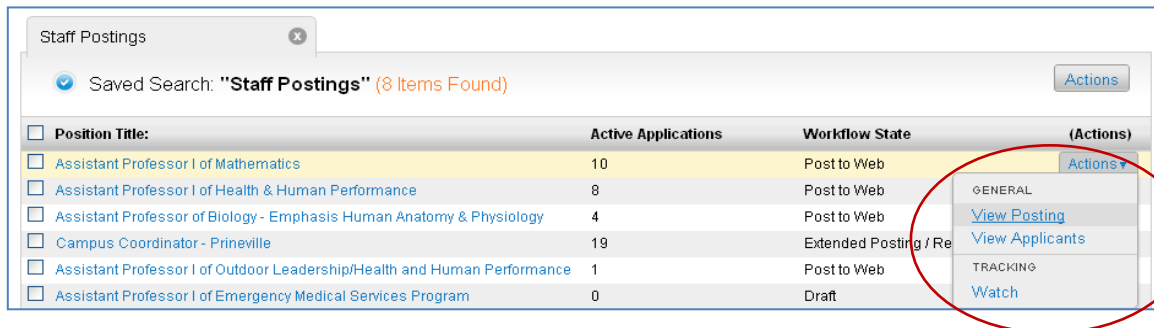 Staff Postings
Saved Search: "Staff Postings" (8 Items Found) Actions
Position Title: Active Applications Workflow State (Actions)
Assistant Professor I of Mathematics 10 Post to Web Actions
Assistant Professor I of Health & Human Performance 8 Post to Web GENERAL
Assistant Professor of Biology - Emphasis Human Anatomy & Physiology 4 Post to Web View Posting
Campus Coordinator - Prineville 19 Extended Posting / Re View Applicants
Assistant Professor I of Outdoor Leadership/Health and Human Performance 1 Post to Web TRACKING
Assistant Professor I of Emergency Medical Services Program 0 Draft Watch